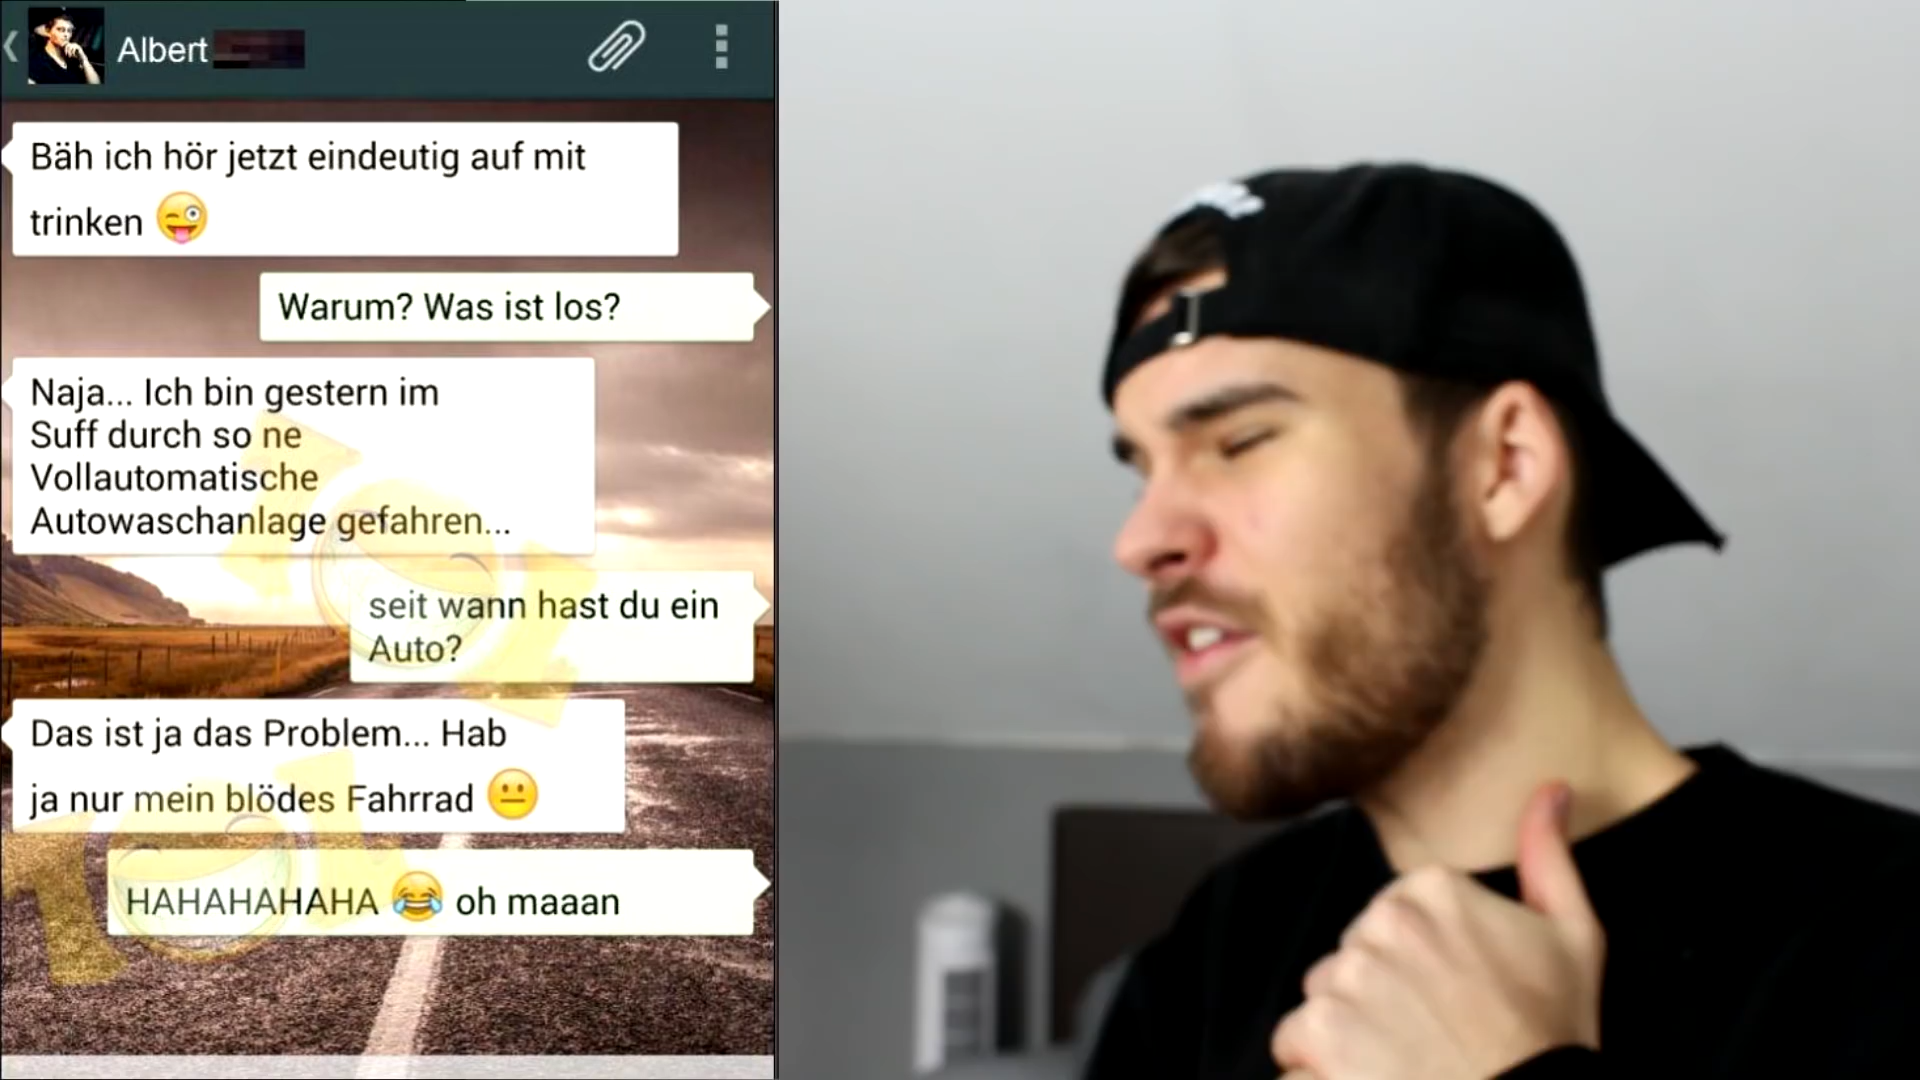 Albert
Bäh ich hör jetzt eindeutig auf mit
trinken 😜
Warum? Was ist los?
Naja... Ich bin gestern im
Suff durch so ne
Vollautomatische
Autowaschanlage gefahren...
seit wann hast du ein
Auto?
Das ist ja das Problem... Hab
ja nur mein blödes Fahrrad 😐
HAHAHAHAHA 😂 oh maaan